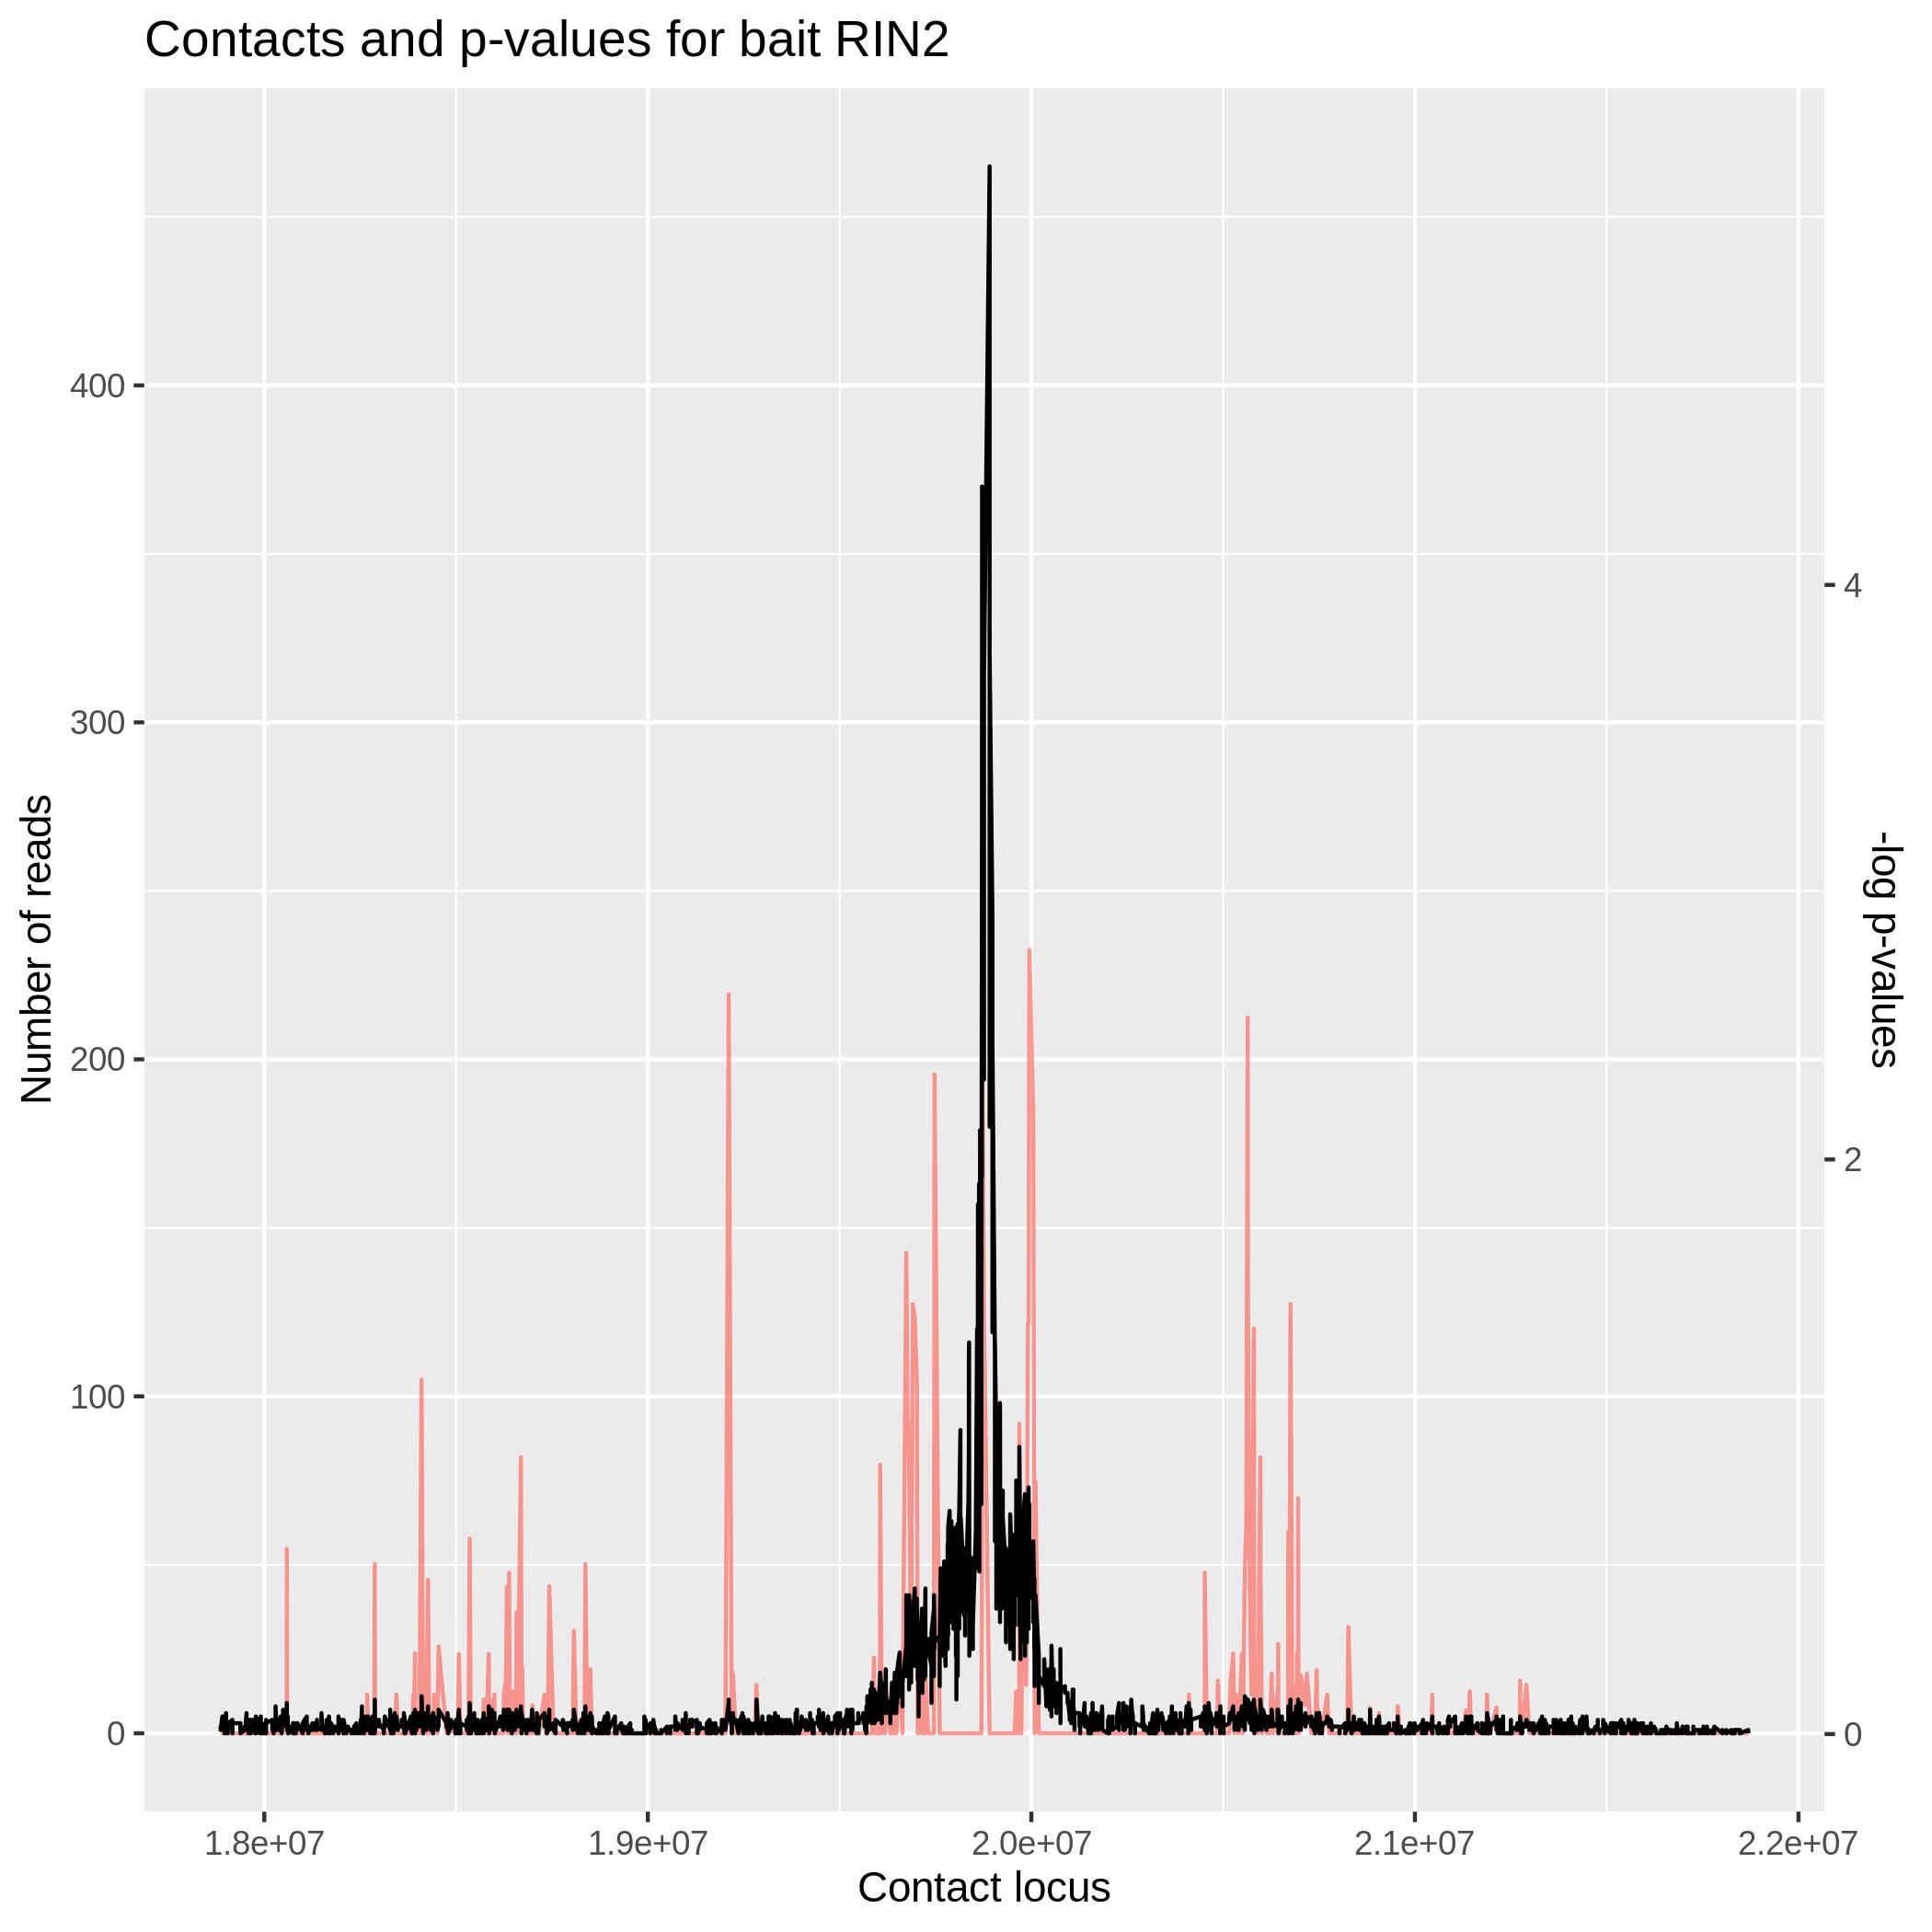 Contacts and p-values for bait RIN2
Number of reads
400
300
200
100
0
4
2
0
-log p-values
1.8e+07
1.9e+07
2.0e+07
2.1e+07
2.2e+07
Contact locus